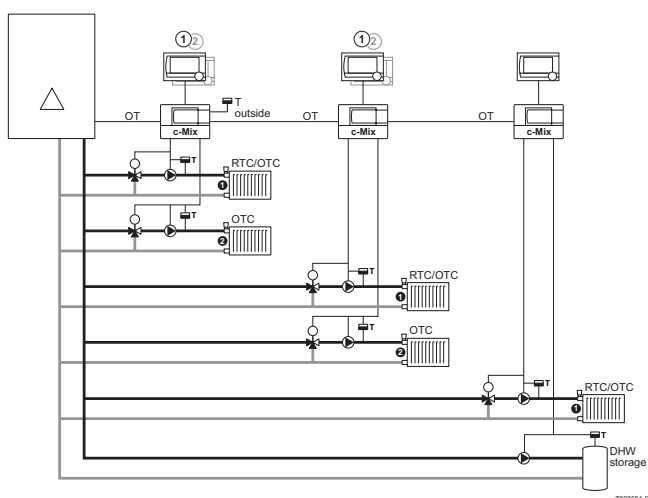 1 2
1 2
OT
T
outside
OT
OT
c-Mix
c-Mix
c-Mix
T
RTC/OTC
1
T
OTC
2
T
RTC/OTC
1
T
OTC
2
T
RTC/OTC
1
T
DHW
storage